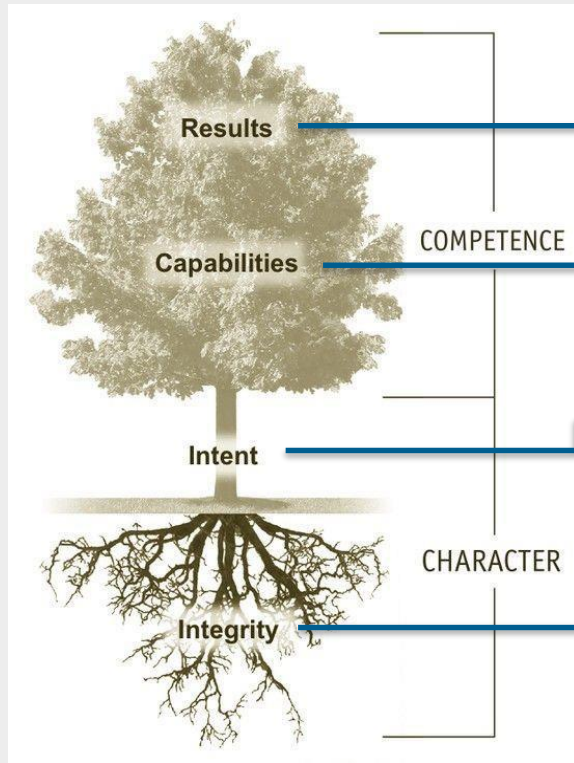 Results
COMPETENCE
Capabilities
Intent
CHARACTER
Integrity